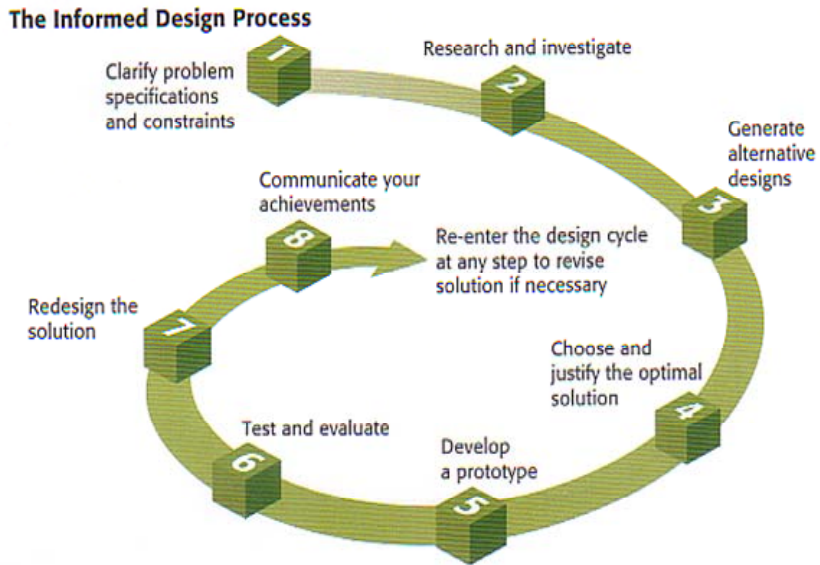 The Informed Design Process
1
Clarify problem
specifications
and constraints
2
Research and investigate
3
Generate
alternative
designs
4
Choose and
justify the optimal
solution
5
Develop
a prototype
6
Test and evaluate
7
Redesign the
solution
8
Communicate your
achievements
Re-enter the design cycle
at any step to revise
solution if necessary